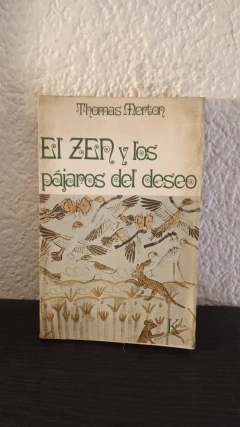 Thomas Merton
El ZEN y los
pájaros del deseo
K